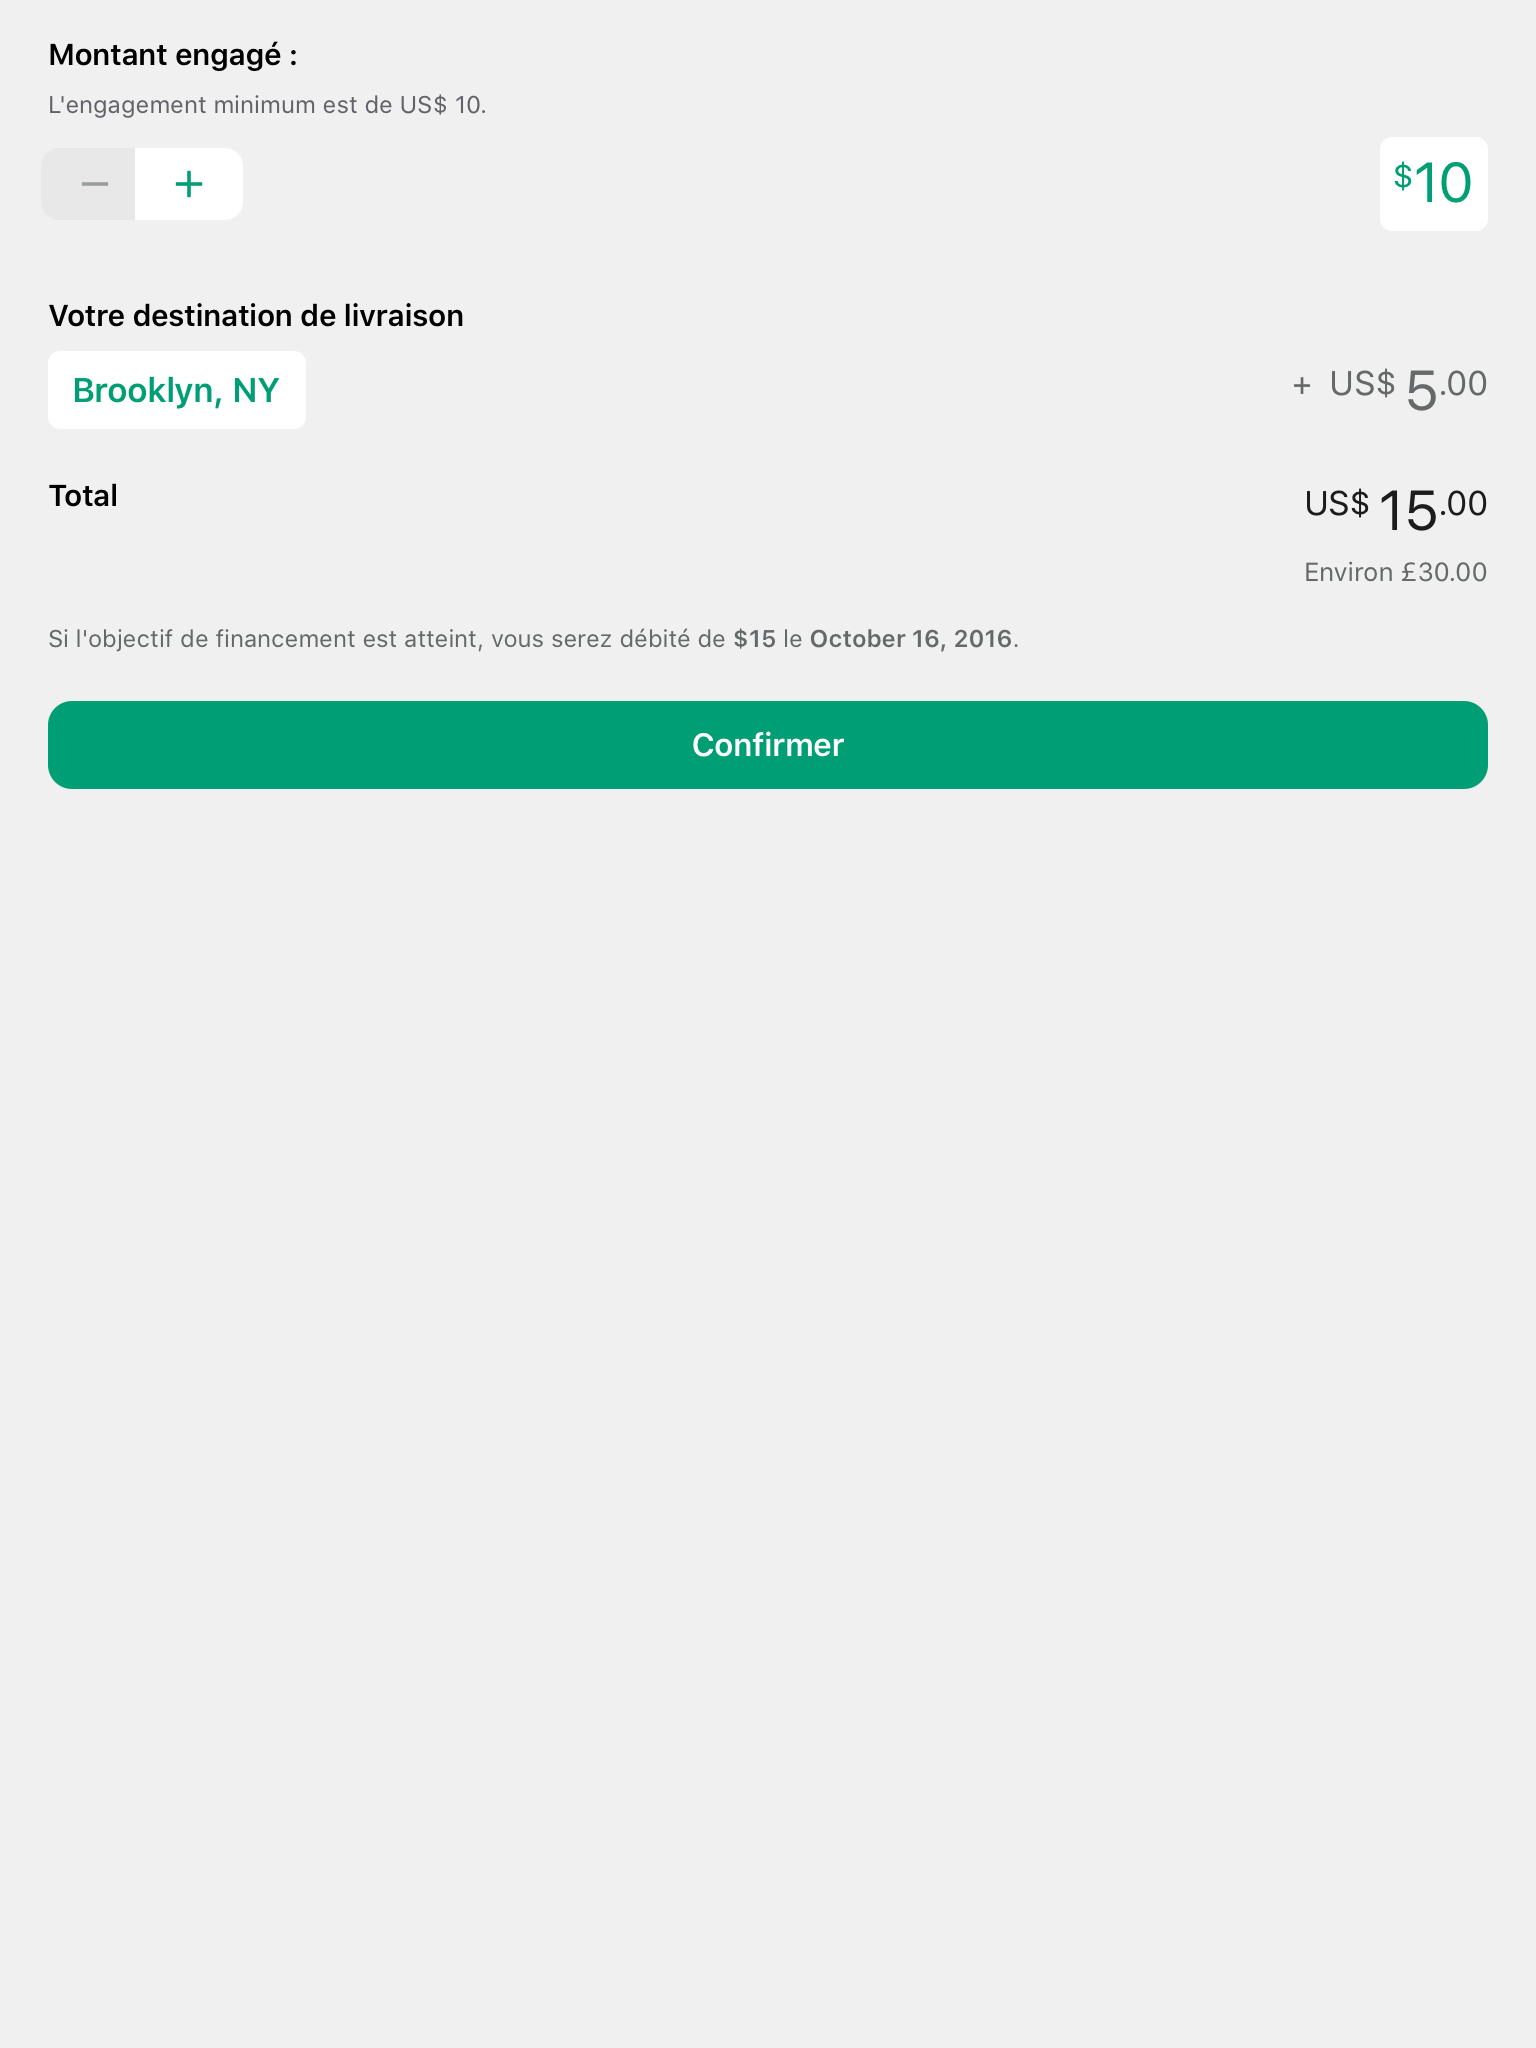 Montant engagé :
L'engagement minimum est de US$ 10.
− +
$10
Votre destination de livraison
Brooklyn, NY
+ US$ 5.00
Total
US$ 15.00
Environ £30.00
Si l'objectif de financement est atteint, vous serez débité de $15 le October 16, 2016.
Confirmer